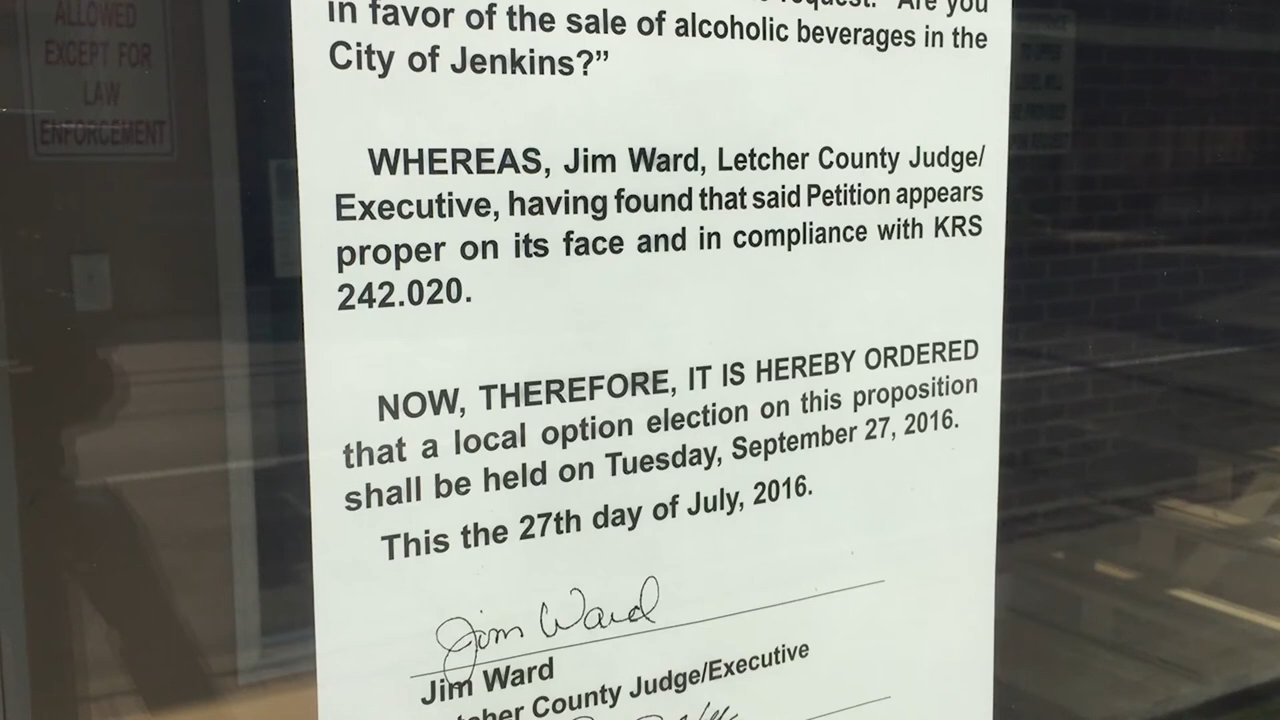 request. "Are you
in favor of the sale of alcoholic beverages in the
City of Jenkins?"
WHEREAS, Jim Ward, Letcher County Judge/
Executive, having found that said Petition appears
proper on its face and in compliance with KRS
242.020.
NOW, THEREFORE, IT IS HEREBY ORDERED
that a local option election on this proposition
shall be held on Tuesday, September 27, 2016.
This the 27th day of July, 2016.
Jim Ward
Jim Ward
County Judge/Executive
ALLOWED
EXCEPT FOR
LAW
ENFORCEMENT